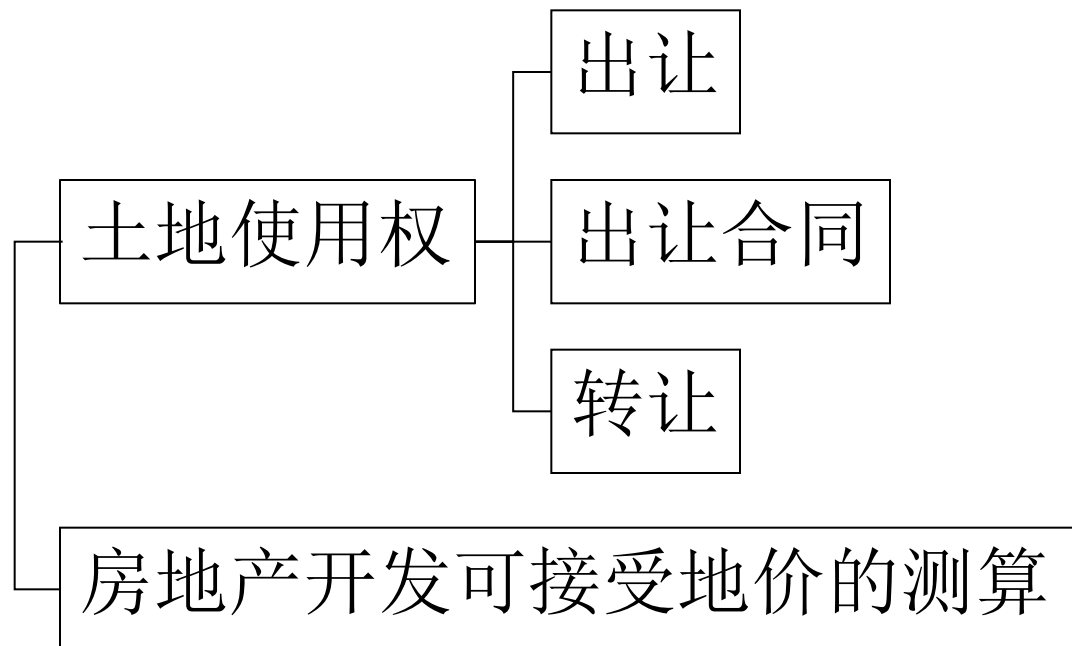 出让
土地使用权
出让合同
转让
房地产开发可接受地价的测算